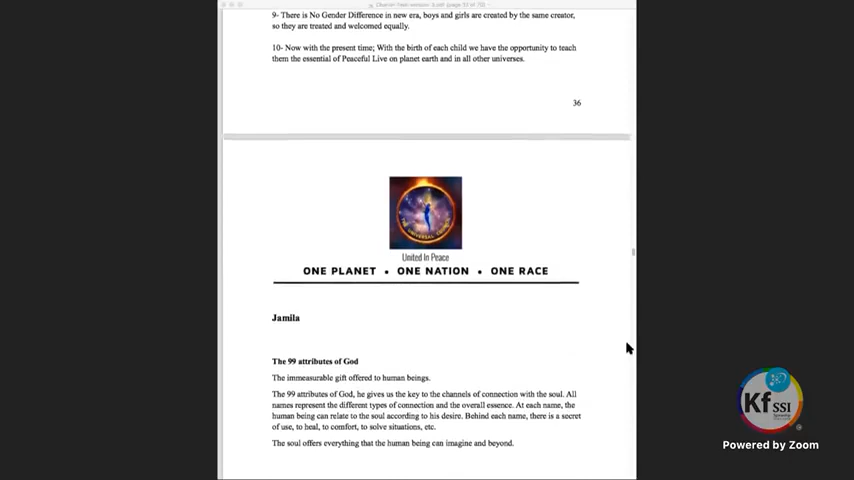 9- There is No Gender Difference in new era, boys and girls are created by the same creator,
so they are treated and welcomed equally.
10- Now with the present time; With the birth of each child we have the opportunity to teach
them the essential of Peaceful Live on planet earth and in all other universes.
36
United In Peace
ONE PLANET • ONE NATION • ONE RACE
Jamila
The 99 attributes of God
The immeasurable gift offered to human beings.
The 99 attributes of God, he gives us the key to the channels of connection with the soul. All
names represent the different types of connection and the overall essence. At each name, the
human being can relate to the soul according to his desire. Behind each name, there is a secret
of use, to heal, to comfort, to solve situations, etc.
The soul offers everything that the human being can imagine and beyond.
Kf SSI
Powered by Zoom